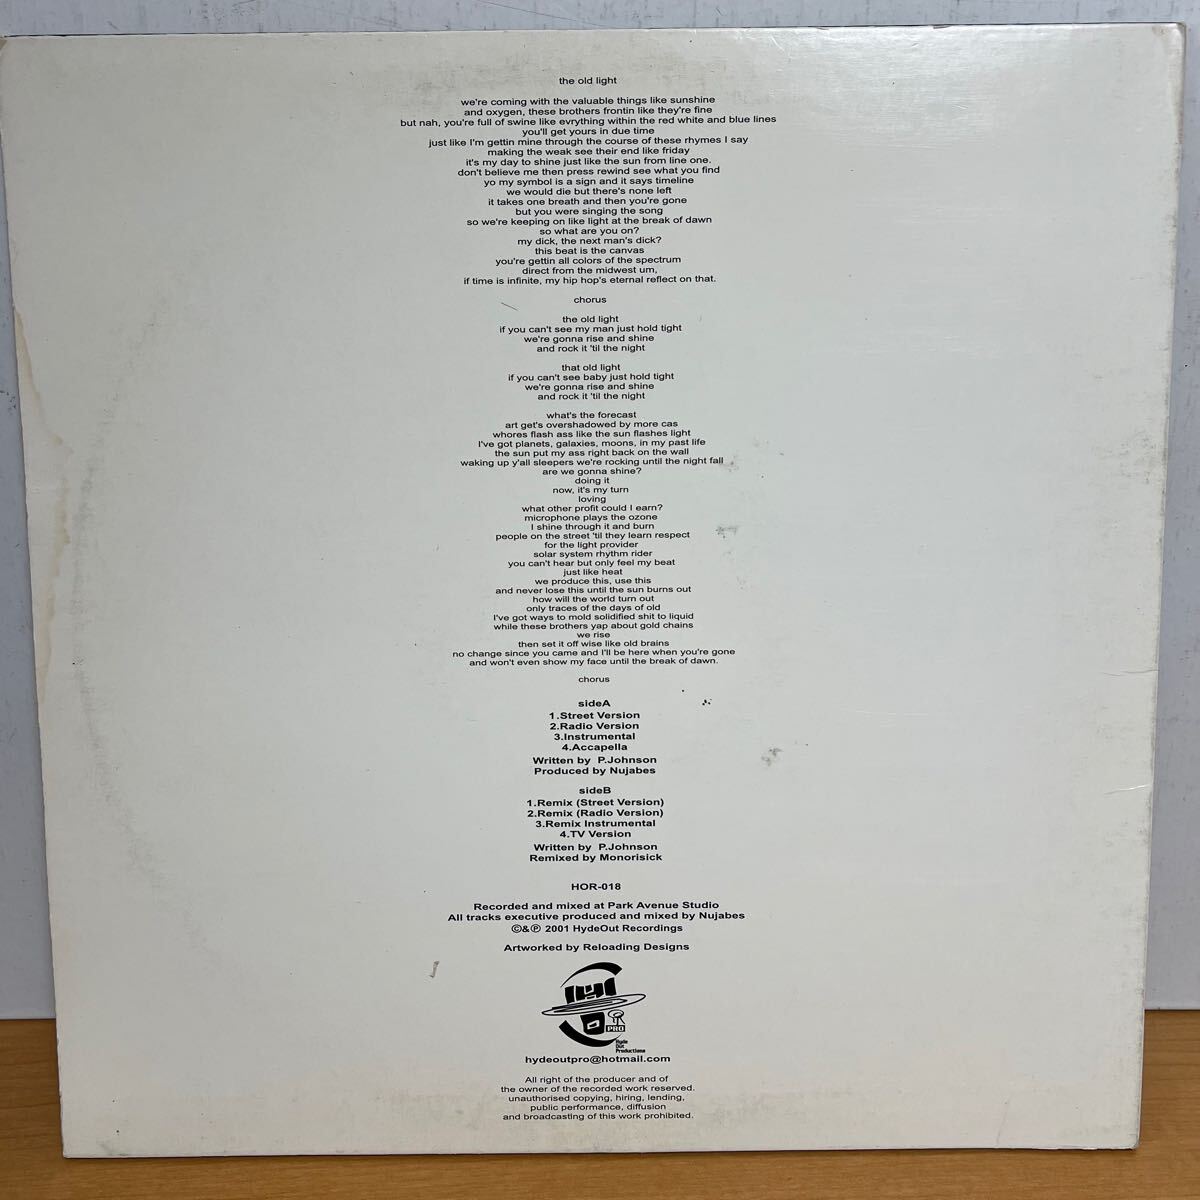 the old light
we're coming with the valuable things like sunshine
and oxygen, these brothers frontin like they're fine
but nah, you're full of swine like evrything within the red white and blue lines
you'll get yours in due time
just like I'm gettin mine through the course of these rhymes I say
making the weak see their end like friday
it's my day to shine just like the sun from line one.
don't believe me then press rewind see what you find
yo my symbol is a sign and it says timeline
we would die but there's none left
it takes one breath and then you're gone
but you were singing the song
so we're keeping on like light at the break of dawn
so what are you on?
my dick, the next man's dick?
this beat is the canvas
you're gettin all colors of the spectrum
direct from the midwest um,
if time is infinite, my hip hop's eternal reflect on that.
chorus
the old light
if you can't see my man just hold tight
we're gonna rise and shine
and rock it 'til the night
that old light
if you can't see baby just hold tight
we're gonna rise and shine
and rock it 'til the night
what's the forecast
art get's overshadowed by more cas
whores flash ass like the sun flashes light
I've got planets, galaxies, moons, in my past life
the sun put my ass right back on the wall
waking up y'all sleepers we're rocking until the night fall
are we gonna shine?
doing it
now, it's my turn
loving
what other profit could I earn?
microphone plays the ozone
I shine through it and burn
people on the street 'til they learn respect
for the light provider
solar system rhythm rider
you can't hear but only feel my beat
just like heat
we produce this, use this
and never lose this until the sun burns out
how will the world turn out
only traces of the days of old
I've got ways to mold solidified shit to liquid
while these brothers yap about gold chains
we rise
then set it off wise like old brains
no change since you came and I'll be here when you're gone
and won't even show my face until the break of dawn.
chorus
sideA
1.Street Version
2.Radio Version
3.Instrumental
4.Accapella
Written by P.Johnson
Produced by Nujabes
sideB
1.Remix (Street Version)
2.Remix (Radio Version)
3.Remix Instrumental
4.TV Version
Written by P.Johnson
Remixed by Monorisick
HOR-018
Recorded and mixed at Park Avenue Studio
All tracks executive produced and mixed by Nujabes
©&℗ 2001 HydeOut Recordings
Artworked by Reloading Designs
PRO
Hyde
Out
Productions
hydeoutpro@hotmail.com
All right of the producer and of
the owner of the recorded work reserved.
unauthorised copying, hiring, lending,
public performance, diffusion
and broadcasting of this work prohibited.